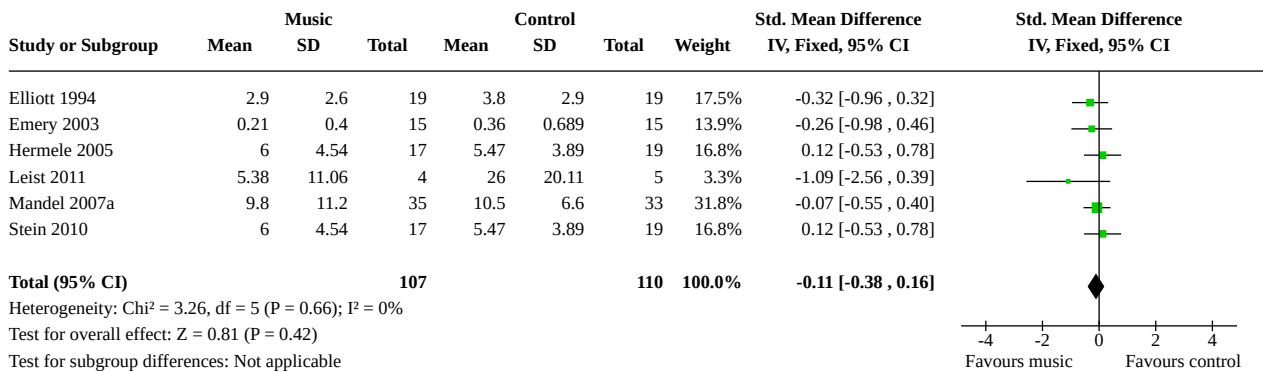 Music Control Std. Mean Difference Std. Mean Difference
Study or Subgroup Mean SD Total Mean SD Total Weight IV, Fixed, 95% CI IV, Fixed, 95% CI
Elliott 1994 2.9 2.6 19 3.8 2.9 19 17.5% -0.32 [-0.96 , 0.32]
Emery 2003 0.21 0.4 15 0.36 0.689 15 13.9% -0.26 [-0.98 , 0.46]
Hermele 2005 6 4.54 17 5.47 3.89 19 16.8% 0.12 [-0.53 , 0.78]
Leist 2011 5.38 11.06 4 26 20.11 5 3.3% -1.09 [-2.56 , 0.39]
Mandel 2007a 9.8 11.2 35 10.5 6.6 33 31.8% -0.07 [-0.55 , 0.40]
Stein 2010 6 4.54 17 5.47 3.89 19 16.8% 0.12 [-0.53 , 0.78]
Total (95% CI) 107 110 100.0% -0.11 [-0.38 , 0.16]
Heterogeneity: Chi² = 3.26, df = 5 (P = 0.66); I² = 0%
Test for overall effect: Z = 0.81 (P = 0.42)
-4 -2 0 2 4
Test for subgroup differences: Not applicable Favours music Favours control